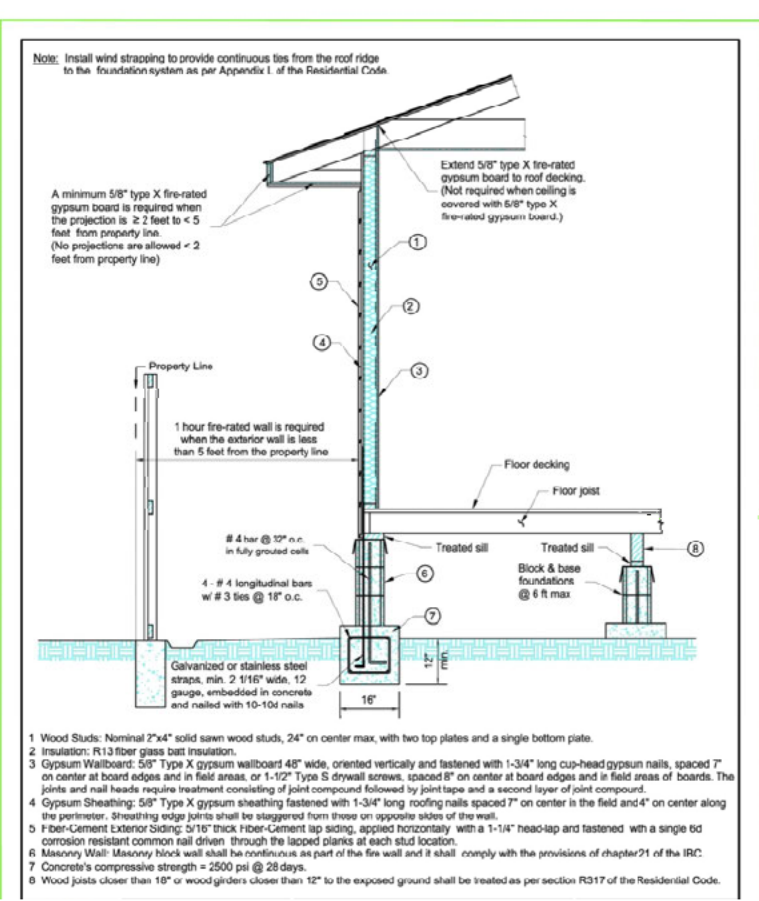 Note: Install wind strapping to provide continuous ties from the roof ridge
to the foundation system as per Appendix L of the Residential Code.
A minimum 5/8" type X fire-rated
gypsum board is required when
the projection is ≥ 2 feet to < 5
feet from property line.
(No projections are allowed < 2
feet from property line)
Extend 5/8" type X fire-rated
gypsum board to roof decking.
(Not required when ceiling is
covered with 5/8" type X
fire-rated gypsum board.)
1
5
2
4
3
Property Line
1 hour fire-rated wall is required
when the exterior wall is less
than 5 feet from the property line
Floor decking
Floor joist
# 4 bar @ 32" o.c.
in fully grouted cells
Treated sill
Treated sill
8
4 - # 4 longitudinal bars
w/ # 3 ties @ 18" o.c.
6
Block & base
foundations
@ 6 ft max
7
Galvanized or stainless steel
straps, min. 2 1/16" wide, 12
gauge, embedded in concrete
and nailed with 10-10d nails
12"
min.
16"
1 Wood Studs: Nominal 2"x4" solid sawn wood studs, 24" on center max, with two top plates and a single bottom plate.
2 Insulation: R13 fiber glass batt insulation.
3 Gypsum Wallboard: 5/8" Type X gypsum wallboard 48" wide, oriented vertically and fastened with 1-3/4" long cup-head gypsun nails, spaced 7"
on center at board edges and in field areas, or 1-1/2" Type S drywall screws, spaced 8" on center at board edges and in field areas of boards. The
joints and nail heads require treatment consisting of joint compound followed by joint tape and a second layer of joint compound.
4 Gypsum Sheathing: 5/8" Type X gypsum sheathing fastened with 1-3/4" long roofing nails spaced 7" on center in the field and 4" on center along
the perimeter. Sheathing edge joints shall be staggered from those on opposite sides of the wall.
5 Fiber-Cement Exterior Siding: 5/16" thick Fiber-Cement lap siding, applied horizontally with a 1-1/4" head-lap and fastened wth a single 6d
corrosion resistant common nail driven through the lapped planks at each stud location.
6 Masonry Wall: Masonry block wall shall be continuous as part of the fire wall and it shall comply with the provisions of chapter 21 of the IBC.
7 Concrete's compressive strength = 2500 psi @ 28 days.
8 Wood joists closer than 18" or wood girders closer than 12" to the exposed ground shall be treated as per section R317 of the Residential Code.